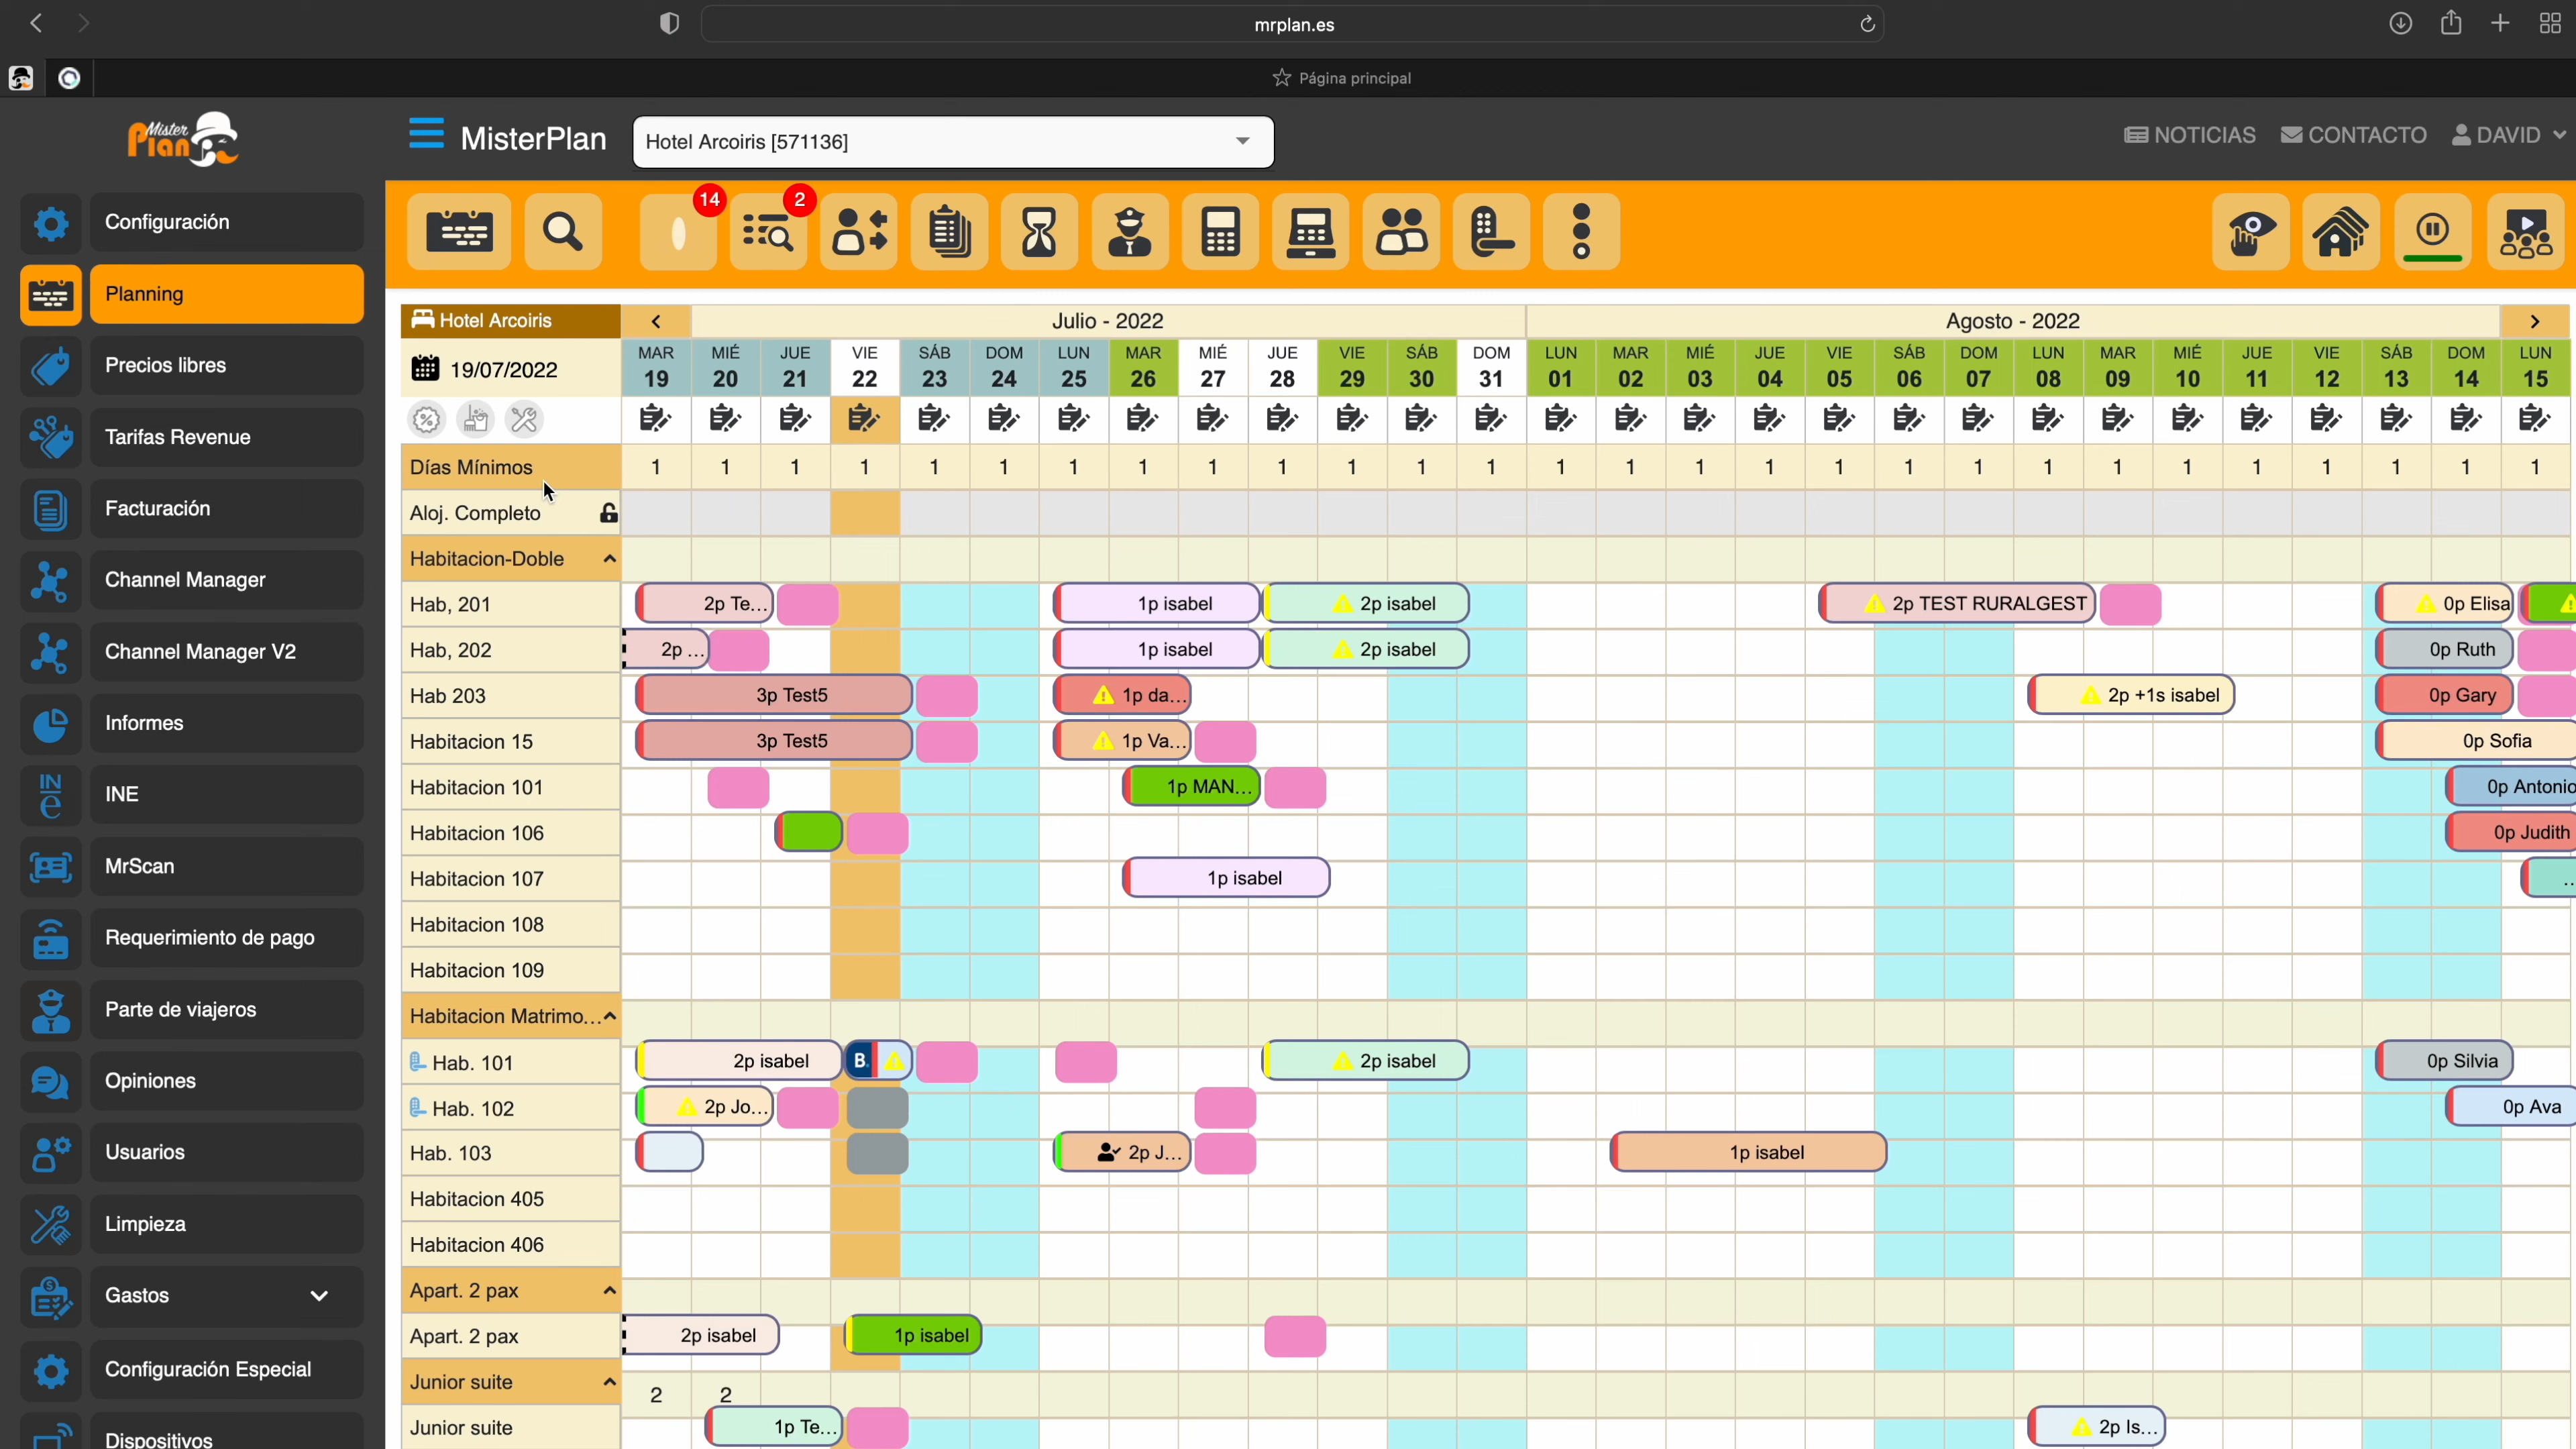 mrplan.es
Página principal
Mister Plan
MisterPlan
Hotel Arcoiris [571136]
NOTICIAS
CONTACTO
DAVID
14
2
Configuración
Planning
Precios libres
Tarifas Revenue
Facturación
Channel Manager
Channel Manager V2
Informes
INE
MrScan
Requerimiento de pago
Parte de viajeros
Opiniones
Usuarios
Limpieza
Gastos
Configuración Especial
Dispositivos
Hotel Arcoiris
Julio - 2022
Agosto - 2022
19/07/2022
MAR MIÉ JUE VIE SÁB DOM LUN MAR MIÉ JUE VIE SÁB DOM LUN MAR MIÉ JUE VIE SÁB DOM LUN MAR MIÉ JUE VIE SÁB DOM LUN
19 20 21 22 23 24 25 26 27 28 29 30 31 01 02 03 04 05 06 07 08 09 10 11 12 13 14 15
Días Mínimos 1 1 1 1 1 1 1 1 1 1 1 1 1 1 1 1 1 1 1 1 1 1 1 1 1 1 1 1
Aloj. Completo
Habitacion-Doble
Hab, 201 2p Te... 1p isabel 2p isabel 2p TEST RURALGEST 0p Elisa
Hab, 202 2p ... 1p isabel 2p isabel 0p Ruth
Hab 203 3p Test5 1p da... 2p +1s isabel 0p Gary
Habitacion 15 3p Test5 1p Va... 0p Sofia
Habitacion 101 1p MAN... 0p Antonio
Habitacion 106 0p Judith
Habitacion 107 1p isabel ..
Habitacion 108
Habitacion 109
Habitacion Matrimo...
Hab. 101 2p isabel B. 2p isabel 0p Silvia
Hab. 102 2p Jo... 0p Ava
Hab. 103 2p J... 1p isabel
Habitacion 405
Habitacion 406
Apart. 2 pax
Apart. 2 pax 2p isabel 1p isabel
Junior suite 2 2
Junior suite 1p Te... 2p Is...